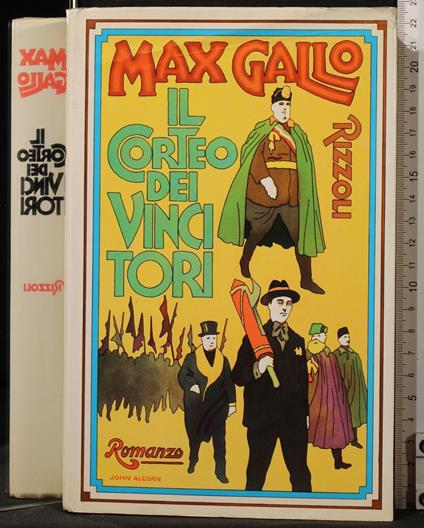 MAX GALLO
IL
CORTEO
DEI
VINCI
TORI
RIZZOLI
Romanzo
JOHN ALCORN
MAX
GALLO
IL
CORTEO
DEI
VINCI
TORI
RIZZOLI